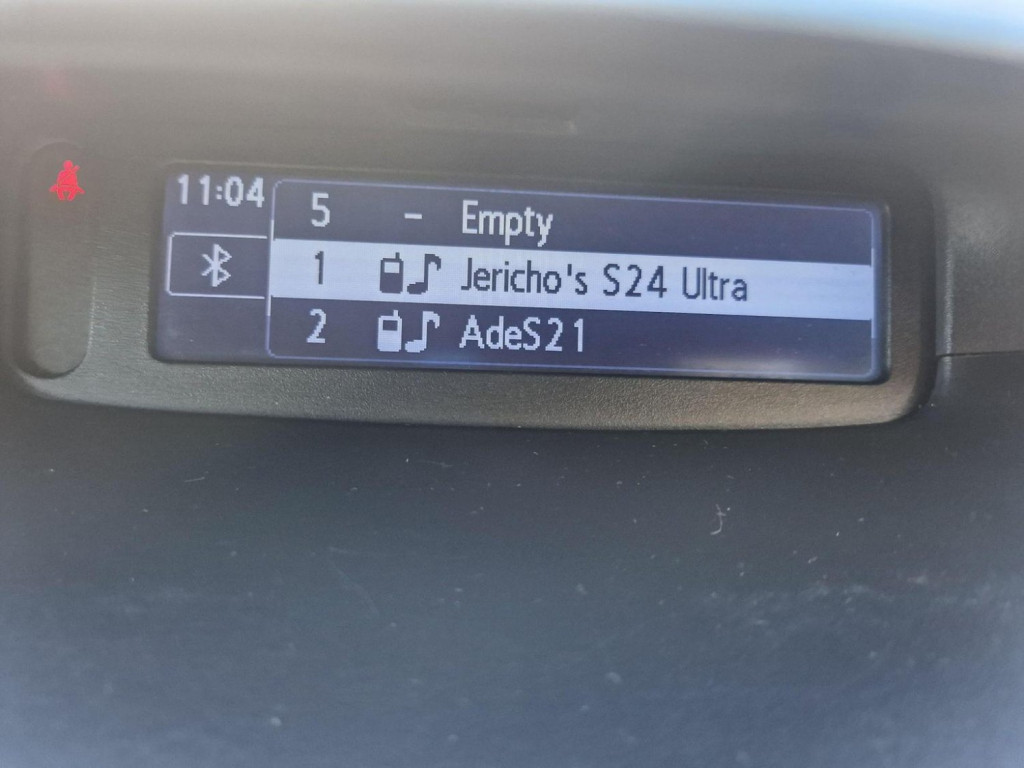 11:04
5 - Empty
1 Jericho's S24 Ultra
2 AdeS21